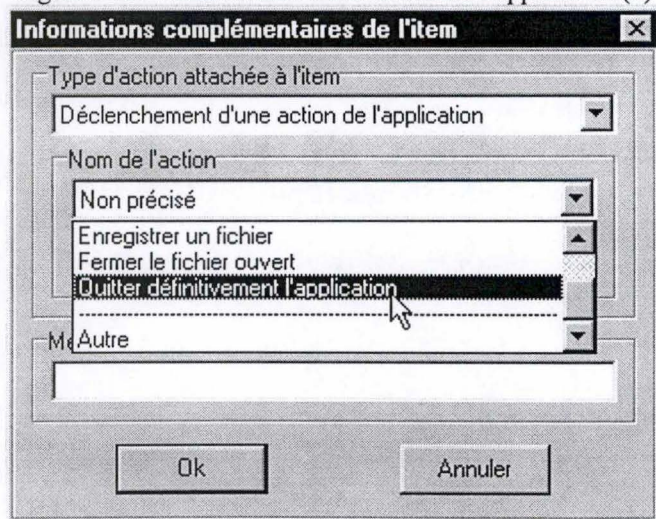 Informations complémentaires de l'item
Type d'action attachée à l'item
Déclenchement d'une action de l'application
Nom de l'action
Non précisé
Enregistrer un fichier
Fermer le fichier ouvert
Quitter définitivement l'application
Autre
Ok
Annuler